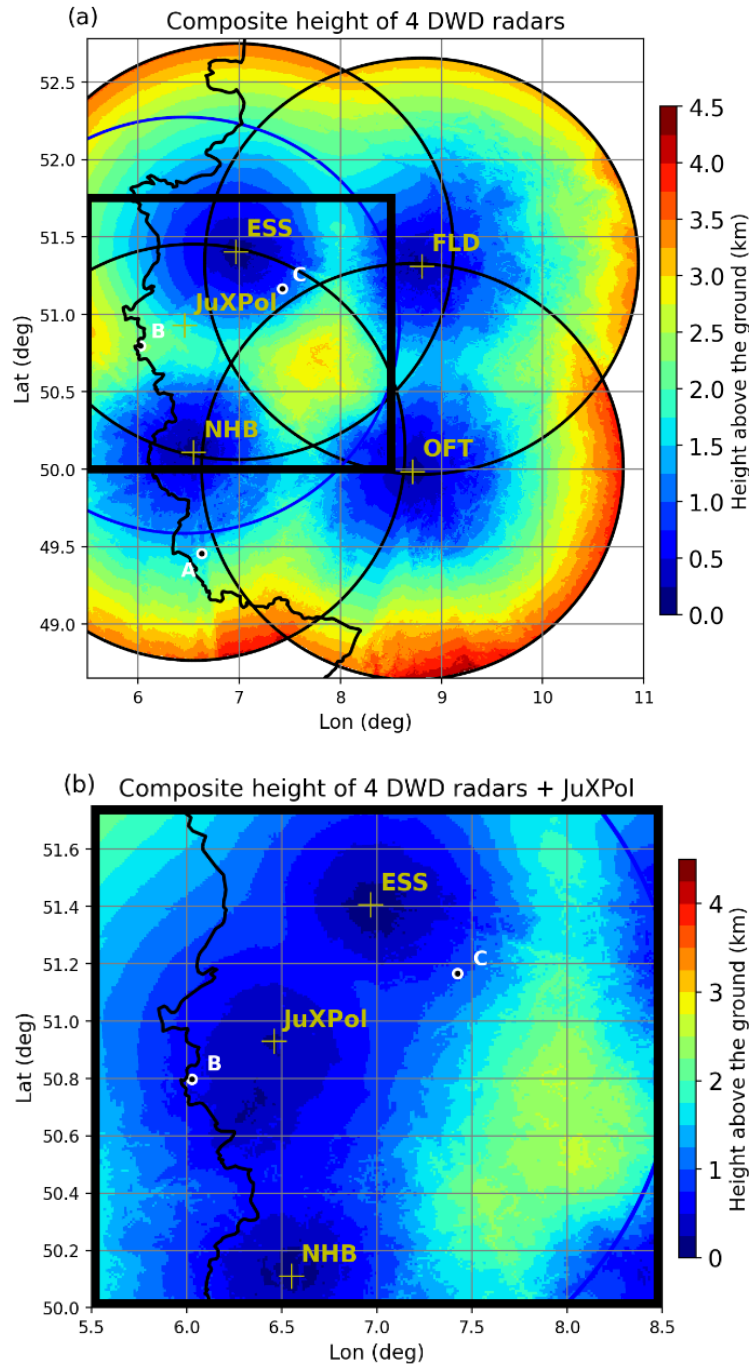 (a) Composite height of 4 DWD radars
52.5
52.0
51.5
51.0
50.5
50.0
49.5
49.0
Lat (deg)
ESS
FLD
C
JuXPol
B
NHB
OFT
A
6 7 8 9 10 11
Lon (deg)
4.5
4.0
3.5
3.0
2.5
2.0
1.5
1.0
0.5
0.0
Height above the ground (km)
(b) Composite height of 4 DWD radars + JuXPol
51.6
51.4
51.2
51.0
50.8
50.6
50.4
50.2
50.0
Lat (deg)
ESS
C
JuXPol
B
NHB
5.5 6.0 6.5 7.0 7.5 8.0 8.5
Lon (deg)
4
3
2
1
0
Height above the ground (km)